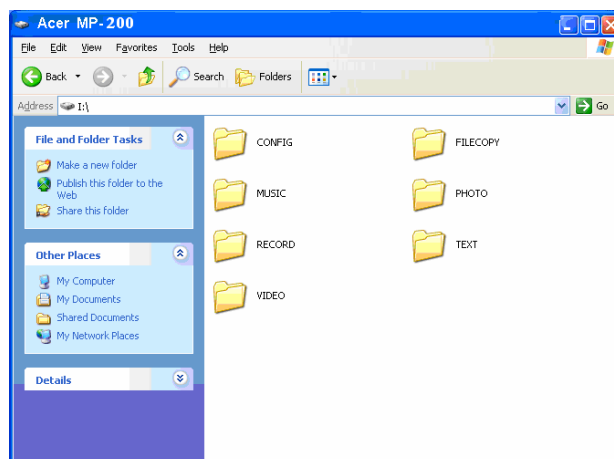 Acer MP-200
File Edit View Favorites Tools Help
Back Search Folders
Address I:\ Go
File and Folder Tasks
Make a new folder
Publish this folder to the
Web
Share this folder
Other Places
My Computer
My Documents
Shared Documents
My Network Places
Details
CONFIG FILECOPY
MUSIC PHOTO
RECORD TEXT
VIDEO